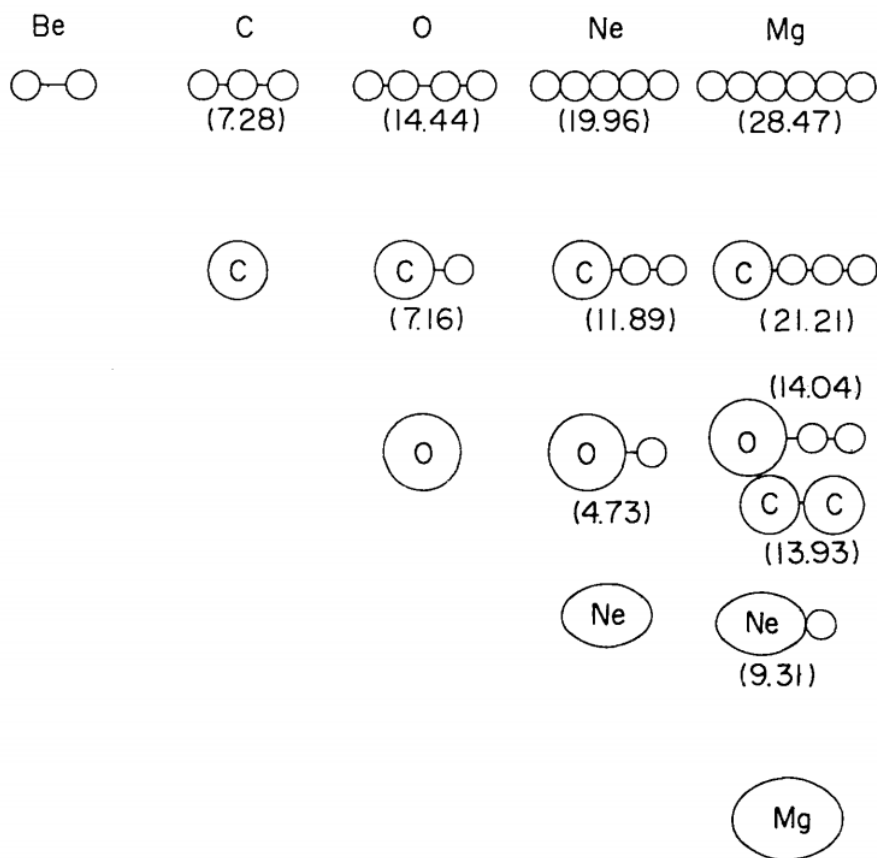 Be C O Ne Mg
(7.28) (14.44) (19.96) (28.47)
C C C C
(7.16) (11.89) (21.21)
(14.04)
O O O
C C
(4.73)
(13.93)
Ne Ne
(9.31)
Mg